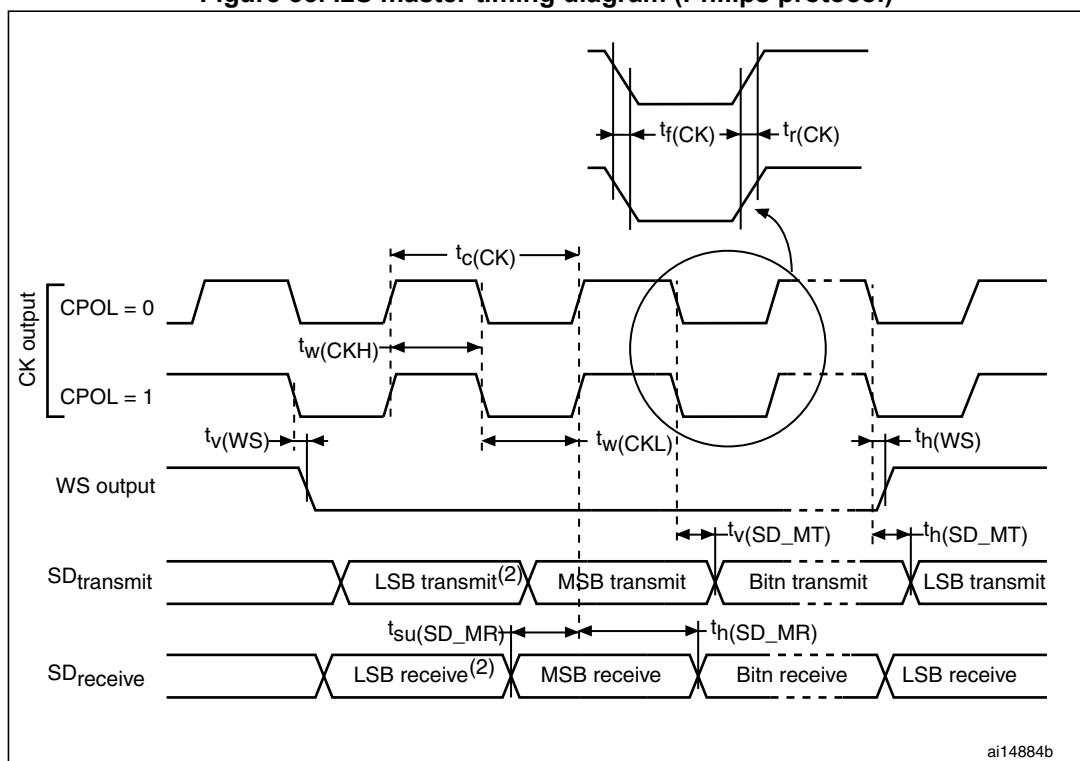 Figure I2S master timing diagram (Philips protocol)
tf(CK)
tr(CK)
tc(CK)
CK output
CPOL = 0
tw(CKH)
CPOL = 1
tv(WS)
tw(CKL)
th(WS)
WS output
tv(SD_MT)
th(SD_MT)
SDtransmit
LSB transmit(2)
MSB transmit
Bitn transmit
LSB transmit
tsu(SD_MR)
th(SD_MR)
SDreceive
LSB receive(2)
MSB receive
Bitn receive
LSB receive
ai14884b